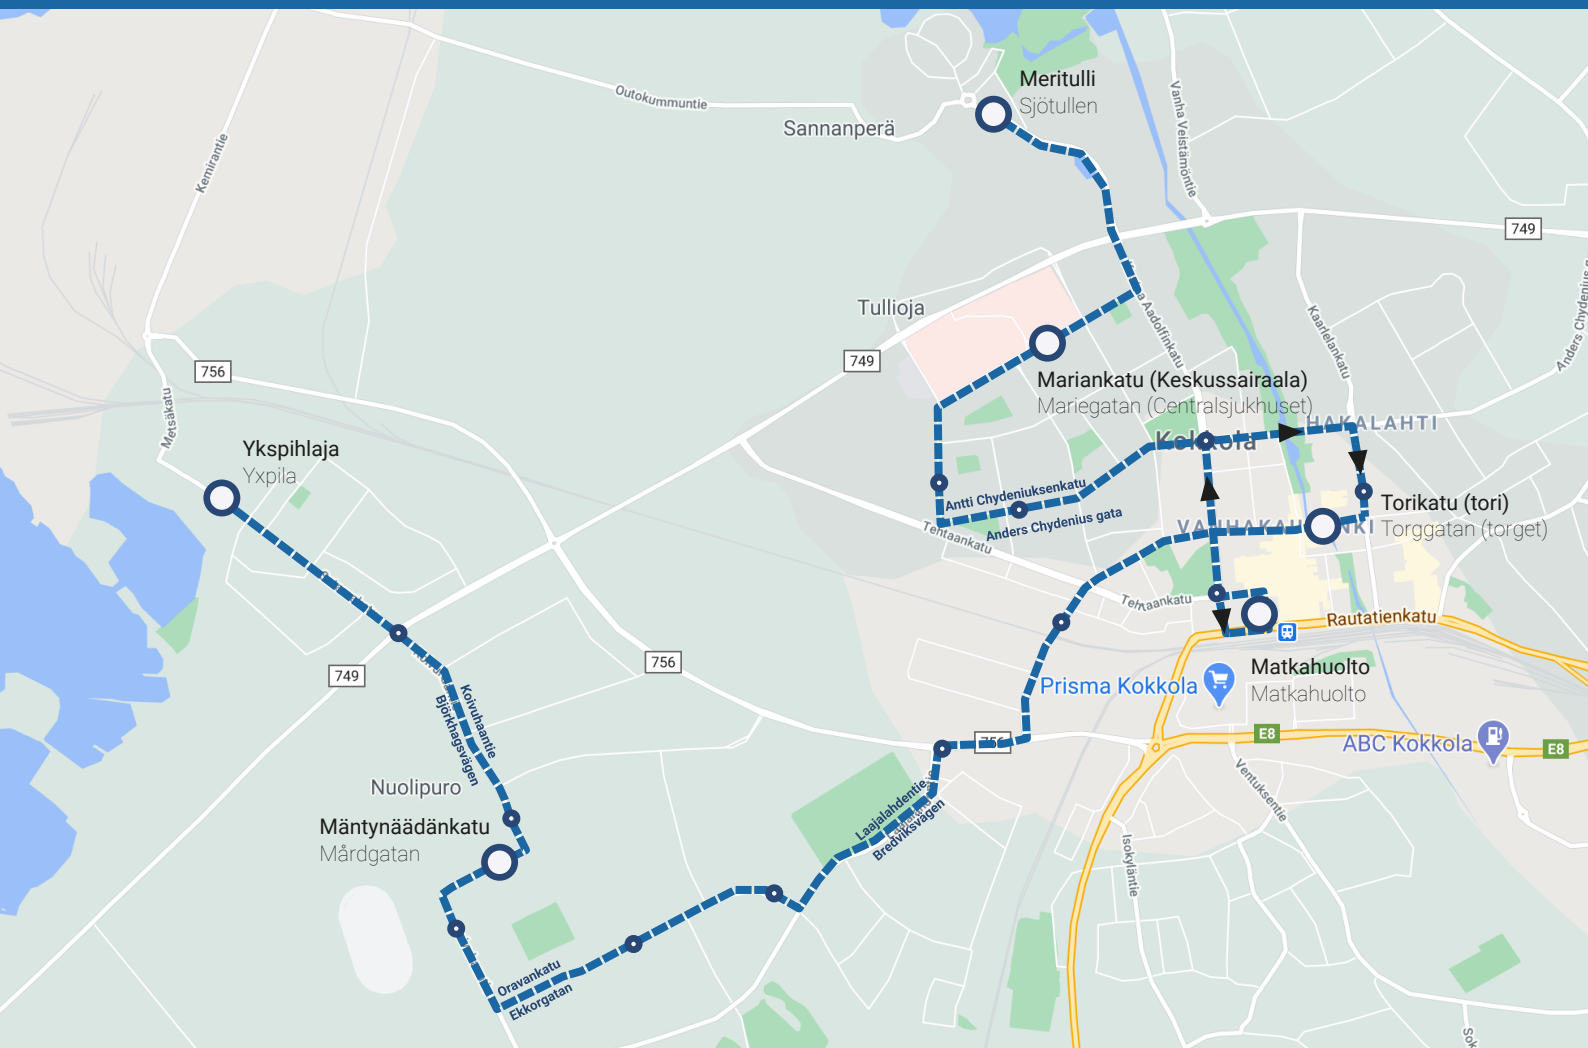 Meritulli
Sjötullen
Outokummuntie
Sannanperä
Vanha Veistämöntie
Kemirantie
749
Tullioja
Aadolfinkatu
Kaarlelankatu
Anders Chydenius
749
756
Metsäkatu
Mariankatu (Keskussairaala)
Mariegatan (Centralsjukhuset)
HAKALAHTI
Kokkola
Ykspihlaja
Yxpila
Antti Chydeniuksenkatu
Anders Chydenius gata
Torikatu (tori)
Torggatan (torget)
Tehtaankatu
Tehtaankatu
Rautatienkatu
749
756
Koivuhaantie
Björkhagsvägen
Matkahuolto
Matkahuolto
Prisma Kokkola
756
E8
ABC Kokkola
E8
Nuolipuro
Ventuksentie
Laajalahdentie
Bredviksvägen
Mäntynäädänkatu
Mårdgatan
Isokyläntie
Oravankatu
Ekkorgatan